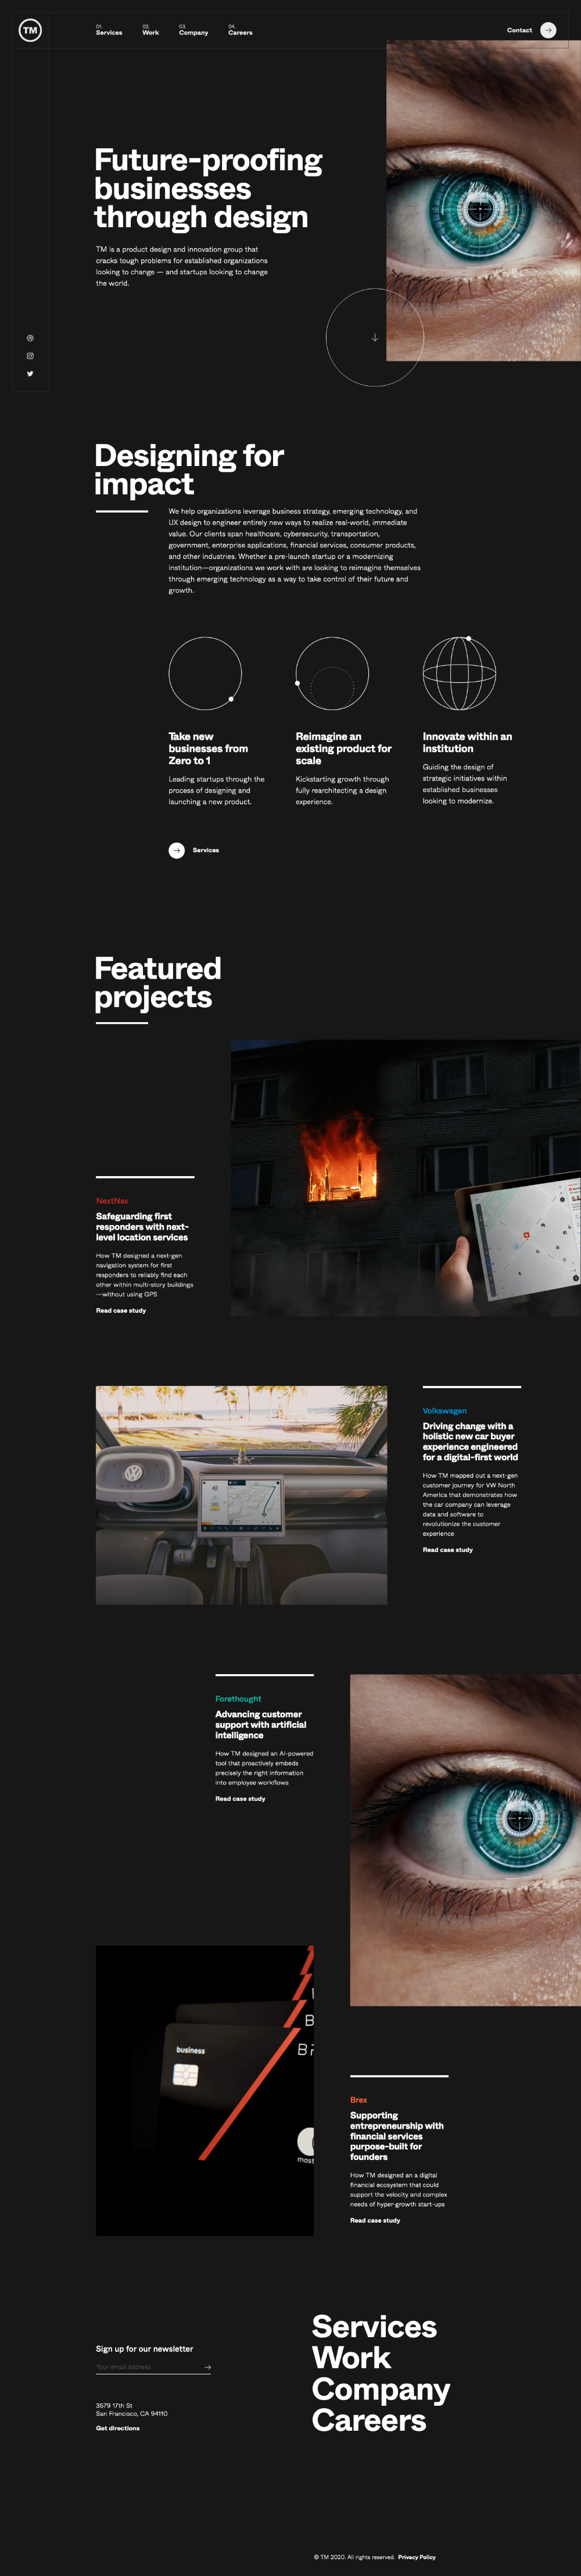 TM
01.
Services
02.
Work
03.
Company
04.
Careers
Contact
Future-proofing
businesses
through design
TM is a product design and innovation group that
cracks tough problems for established organizations
looking to change — and startups looking to change
the world.
Designing for
impact
We help organizations leverage business strategy, emerging technology, and
UX design to engineer entirely new ways to realize real-world, immediate
value. Our clients span healthcare, cybersecurity, transportation,
government, enterprise applications, financial services, consumer products,
and other industries. Whether a pre-launch startup or a modernizing
institution—organizations we work with are looking to reimagine themselves
through emerging technology as a way to take control of their future and
growth.
Take new
businesses from
Zero to 1
Leading startups through the
process of designing and
launching a new product.
Reimagine an
existing product for
scale
Kickstarting growth through
fully rearchitecting a design
experience.
Innovate within an
institution
Guiding the design of
strategic initiatives within
established businesses
looking to modernize.
Services
Featured
projects
NextNav
Safeguarding first
responders with next-
level location services
How TM designed a next-gen
navigation system for first
responders to reliably find each
other within multi-story buildings
—without using GPS
Read case study
Volkswagen
Driving change with a
holistic new car buyer
experience engineered
for a digital-first world
How TM mapped out a next-gen
customer journey for VW North
America that demonstrates how
the car company can leverage
data and software to
revolutionize the customer
experience
Read case study
42
Forethought
Advancing customer
support with artificial
intelligence
How TM designed an AI-powered
tool that proactively embeds
precisely the right information
into employee workflows
Read case study
business
B
Br
mast
Brex
Supporting
entrepreneurship with
financial services
purpose-built for
founders
How TM designed an a digital
financial ecosystem that could
support the velocity and complex
needs of hyper-growth start-ups
Read case study
Sign up for our newsletter
Your email address
3579 17th St
San Francisco, CA 94110
Get directions
Services
Work
Company
Careers
© TM 2020. All rights reserved. Privacy Policy